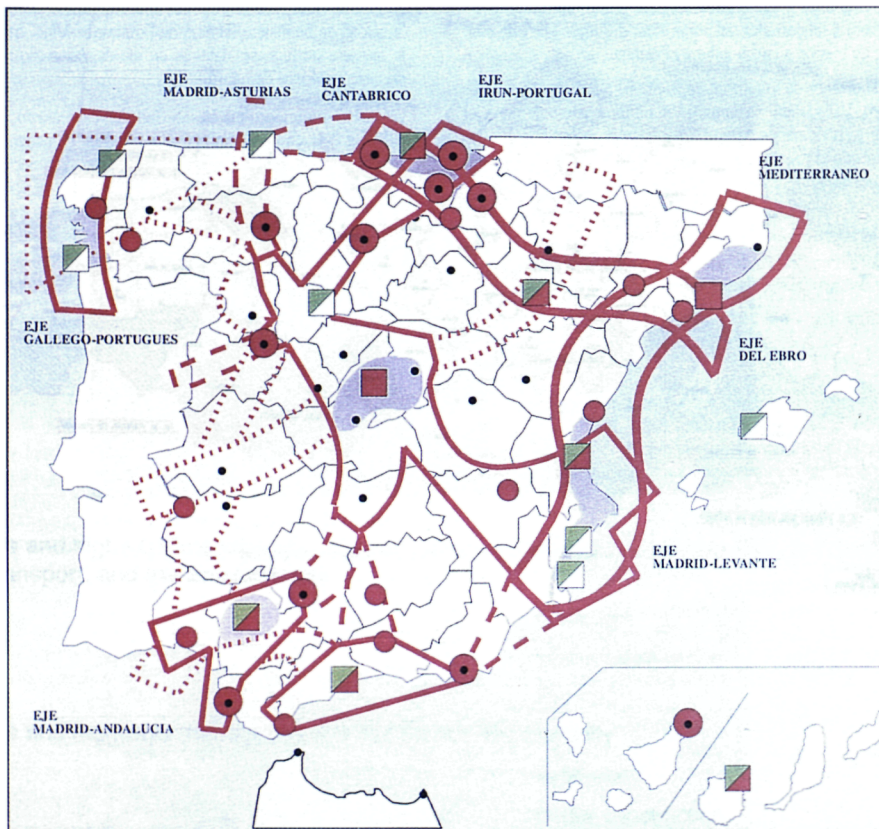 EJE
MADRID-ASTURIAS
EJE
CANTABRICO
EJE
IRUN-PORTUGAL
EJE
MEDITERRANEO
EJE
GALLEGO-PORTUGUES
EJE
DEL EBRO
EJE
MADRID-LEVANTE
EJE
MADRID-ANDALUCIA